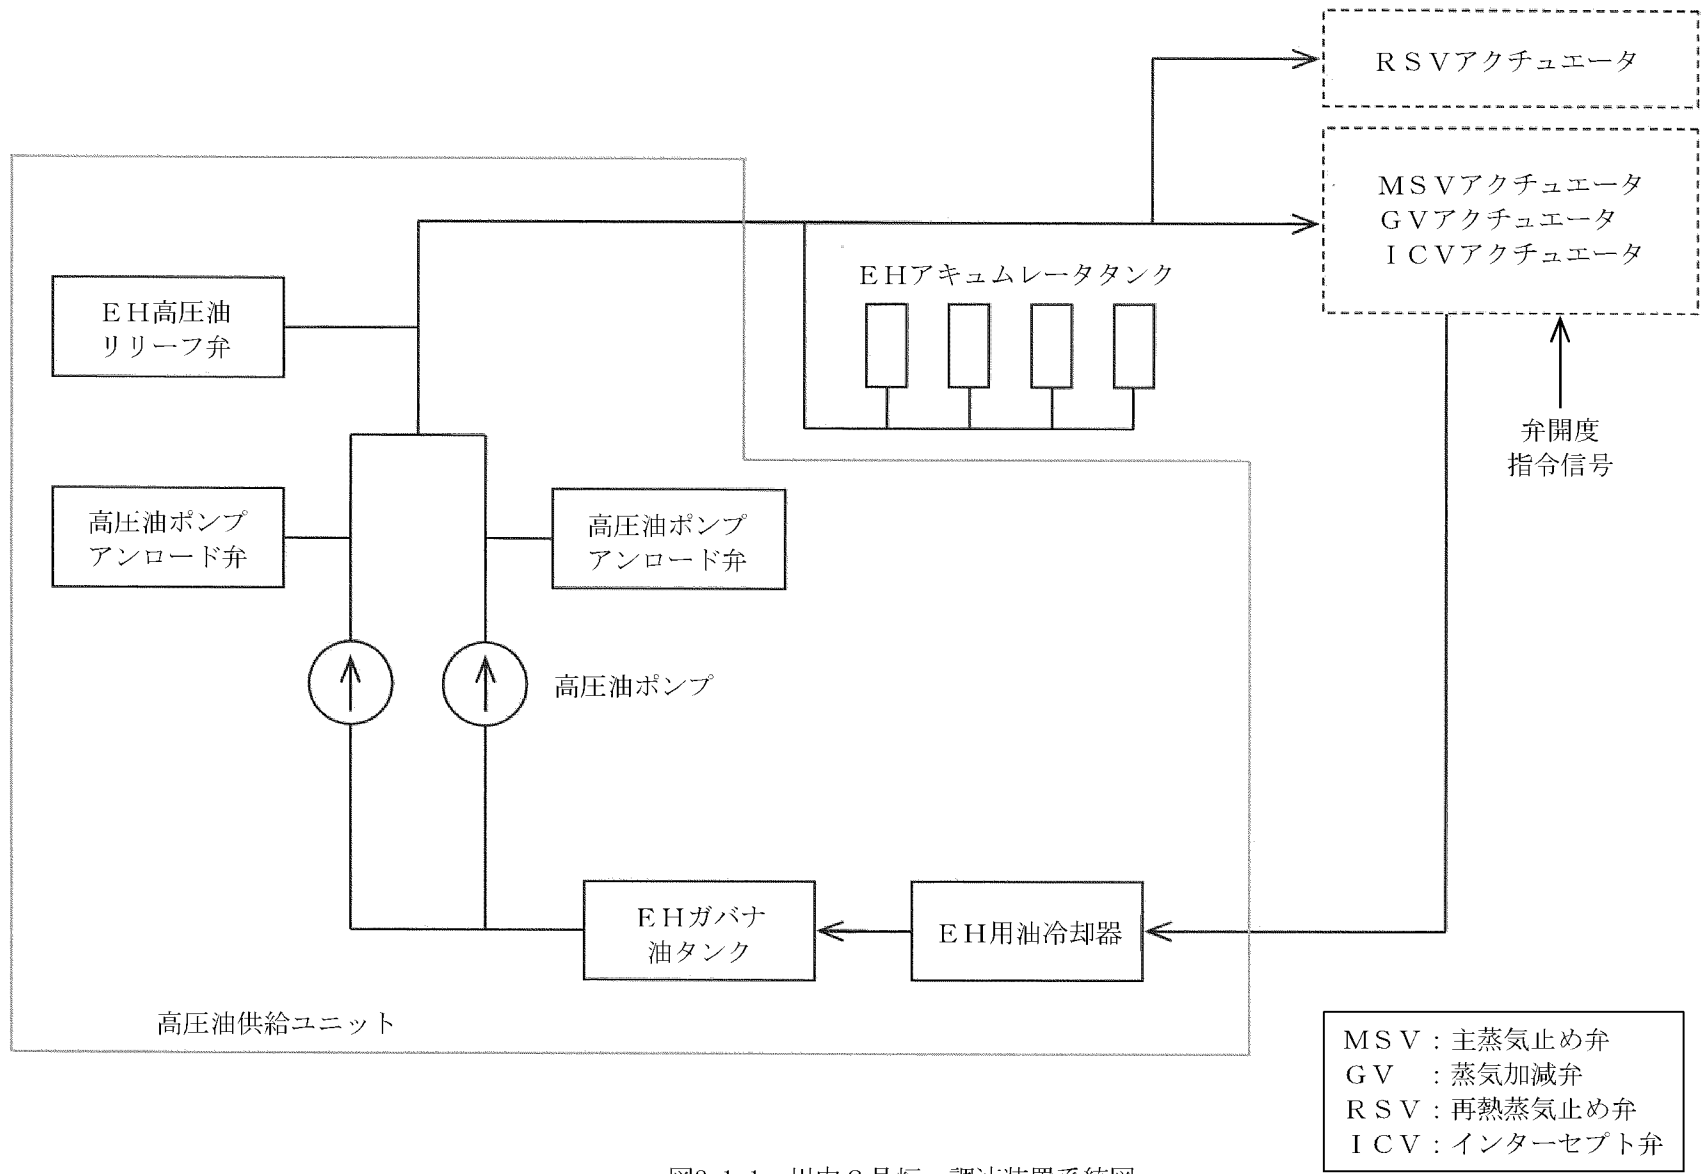 RSVアクチュエータ
MSVアクチュエータ
GVアクチュエータ
ICVアクチュエータ
EHアキュムレータタンク
EH高圧油
リリーフ弁
弁開度
指令信号
高圧油ポンプ
アンロード弁
高圧油ポンプ
アンロード弁
高圧油ポンプ
EHガバナ
油タンク
EH用油冷却器
高圧油供給ユニット
MSV:主蒸気止め弁
GV :蒸気加減弁
RSV:再熱蒸気止め弁
ICV:インターセプト弁